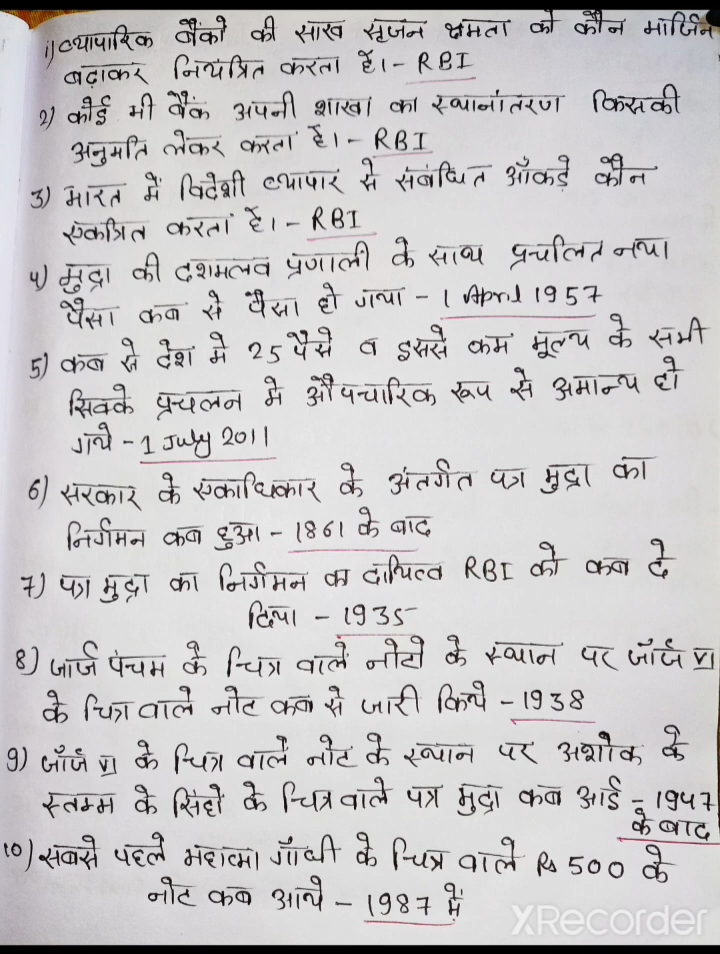 1) व्यापारिक बैंको की साख सृजन क्षमता को कौन मार्जिन
बढ़ाकर नियंत्रित करता है।- RBI
2) कोई भी बैंक अपनी शाखा का स्थानांतरण किसकी
अनुमति लेकर करता है। - RBI
3) भारत में विदेशी व्यापार से संबंधित आँकड़े कौन
एकत्रित करता है। - RBI
4) मुद्रा की दशमलव प्रणाली के साथ प्रचलित नया
पैसा कब से पैसा हो गया - 1 April 1957
5) कब से देश मे 25 पैसे व इससे कम मूल्य के सभी
सिक्के प्रचलन मे औपचारिक रूप से अमान्य हो
गये - 1 July 2011
6) सरकार के एकाधिकार के अंतर्गत पत्र मुद्रा का
निर्गमन कब हुआ - 1861 के बाद
7) पत्र मुद्रा का निर्गमन का दायित्व RBI को कब दे
दिया - 1935
8) जार्ज पंचम के चित्र वाले नोटो के स्थान पर जॉर्ज VI
के चित्र वाले नोट कब से जारी किये - 1938
9) जॉर्ज VI के चित्र वाले नोट के स्थान पर अशोक के
स्तम्भ के सिंहो के चित्र वाले पत्र मुद्रा कब आई - 1947
के बाद
10) सबसे पहले महात्मा गाँधी के चित्र वाले Rs 500 के
नोट कब आये - 1987 में
XRecorder